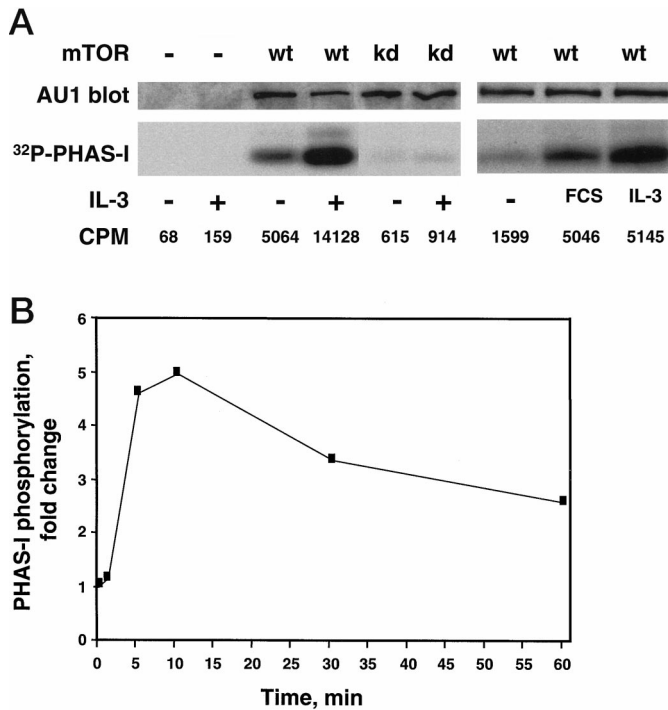 A
mTOR - - wt wt kd kd wt wt wt
AU1 blot
³²P-PHAS-I
IL-3 - + - + - + - FCS IL-3
CPM 68 159 5064 14128 615 914 1599 5046 5145
B
PHAS-I phosphorylation,
fold change
6
5
4
3
2
1
0
0 5 10 15 20 25 30 35 40 45 50 55 60
Time, min